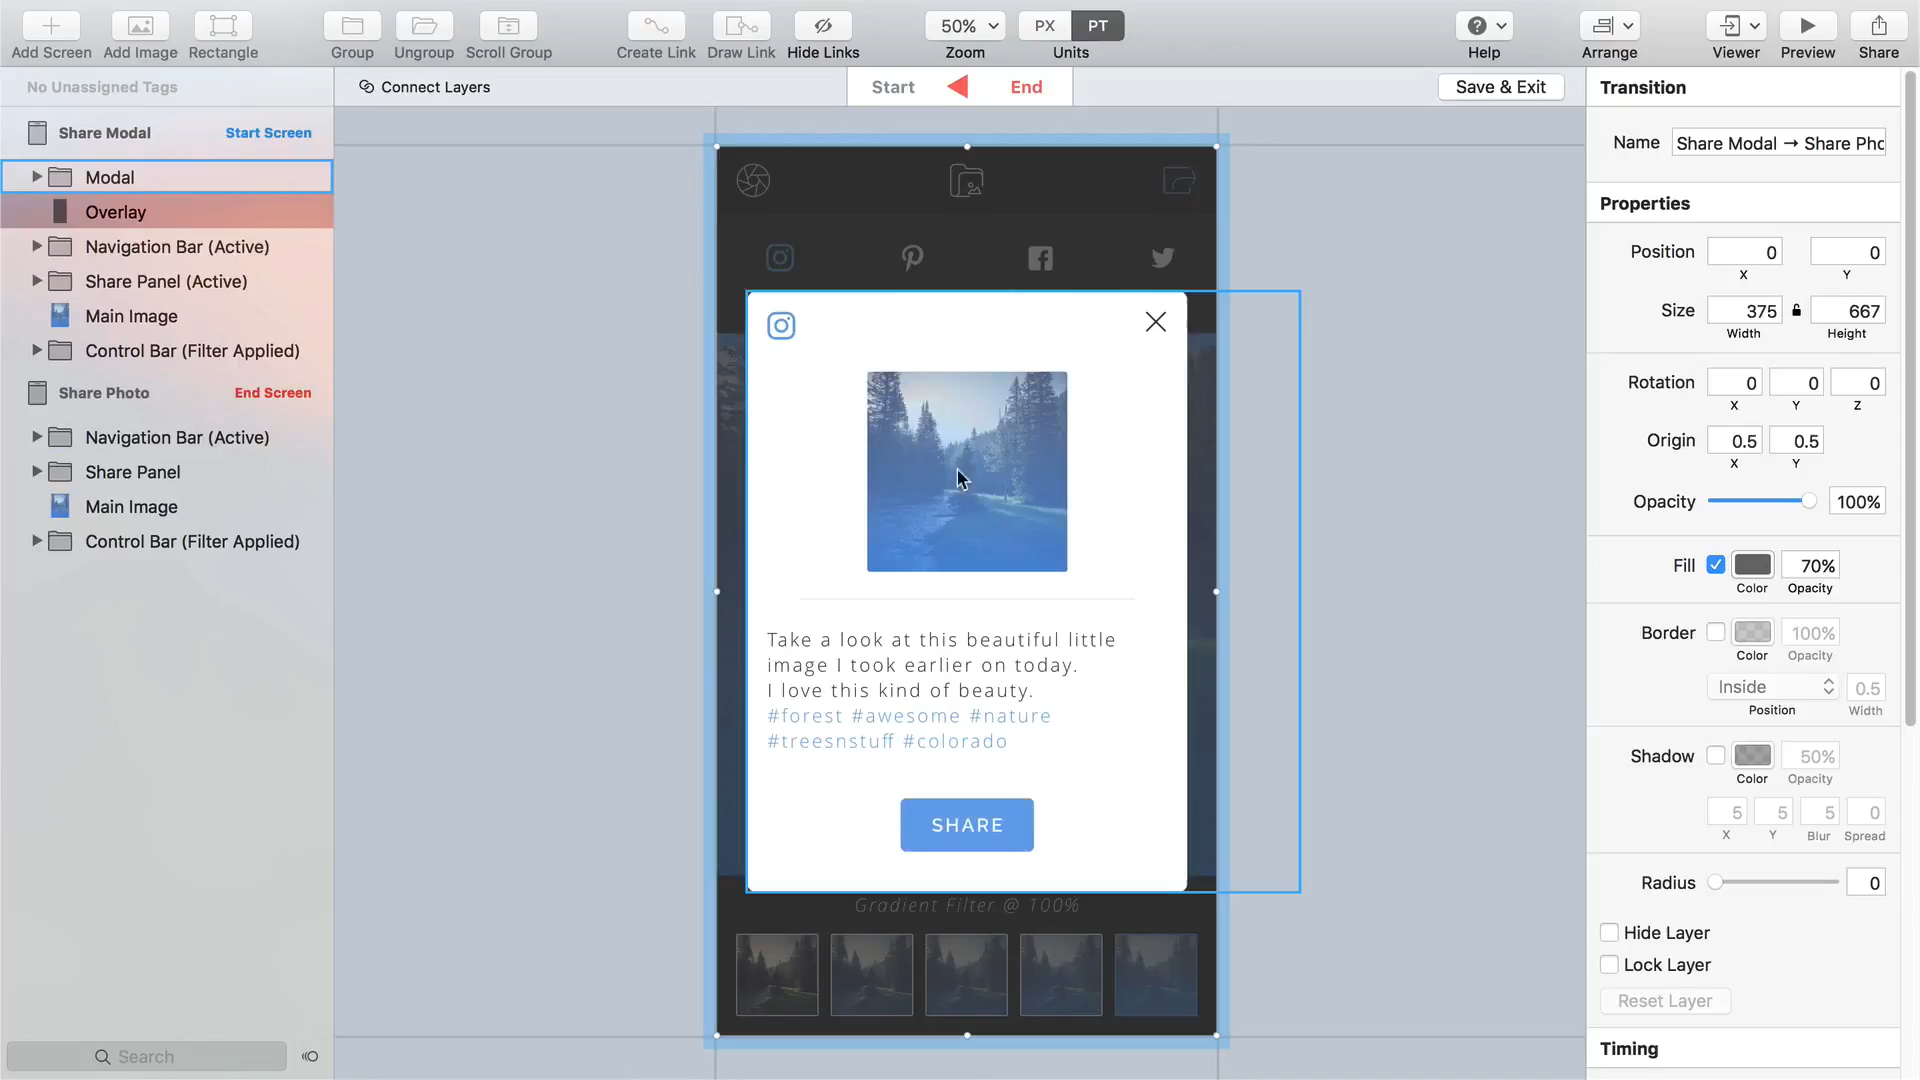 Add Screen
Add Image
Rectangle
Group
Ungroup
Scroll Group
Create Link
Draw Link
Hide Links
50%
Zoom
PX
PT
Units
? 
Help
Arrange
Viewer
Preview
Share
No Unassigned Tags
Connect Layers
Start
End
Save & Exit
Share Modal
Start Screen
Modal
Overlay
Navigation Bar (Active)
Share Panel (Active)
Main Image
Control Bar (Filter Applied)
Share Photo
End Screen
Navigation Bar (Active)
Share Panel
Main Image
Control Bar (Filter Applied)
Search
Take a look at this beautiful little
image I took earlier on today.
I love this kind of beauty.
#forest #awesome #nature
#treesnstuff #colorado
SHARE
Gradient Filter @ 100%
Transition
Name
Share Modal → Share Pho
Properties
Position
0
0
X
Y
Size
375
667
Width
Height
Rotation
0
0
0
X
Y
Z
Origin
0.5
0.5
X
Y
Opacity
100%
Fill
70%
Color
Opacity
Border
100%
Color
Opacity
Inside
0.5
Position
Width
Shadow
50%
Color
Opacity
5
5
5
0
X
Y
Blur
Spread
Radius
0
Hide Layer
Lock Layer
Reset Layer
Timing